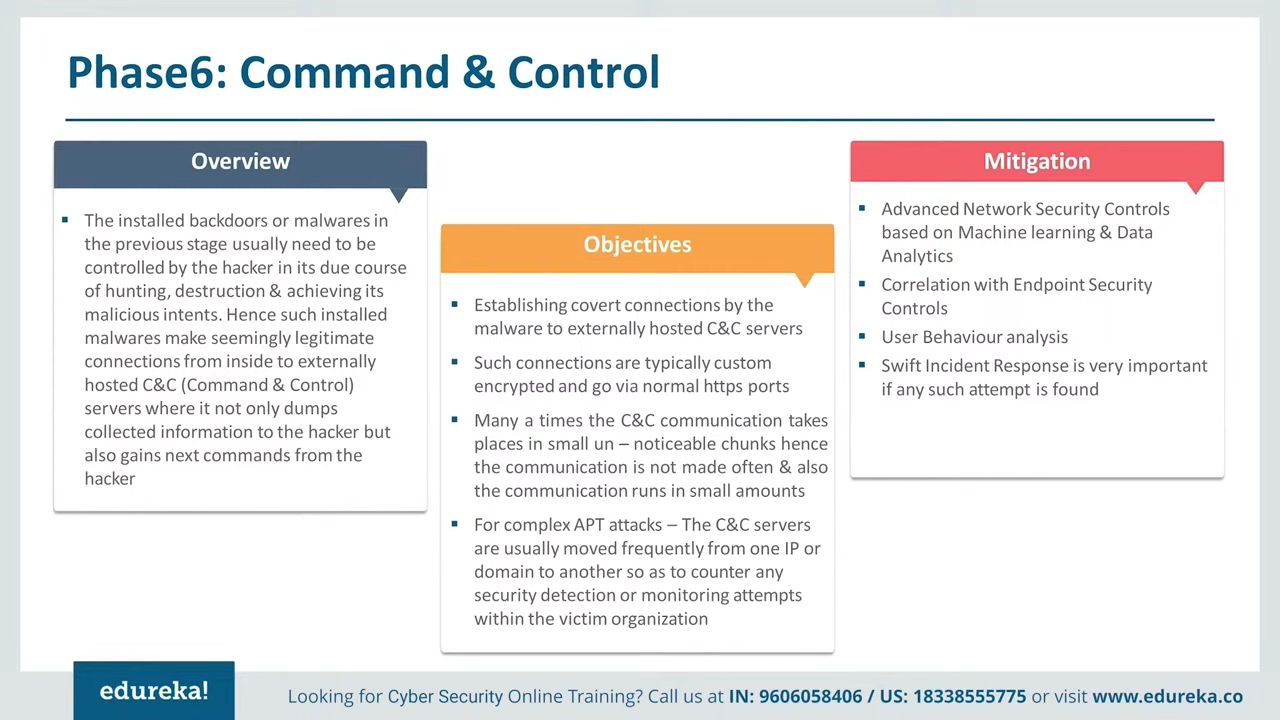 Phase6: Command & Control
Overview
▪ The installed backdoors or malwares in
the previous stage usually need to be
controlled by the hacker in its due course
of hunting, destruction & achieving its
malicious intents. Hence such installed
malwares make seemingly legitimate
connections from inside to externally
hosted C&C (Command & Control)
servers where it not only dumps
collected information to the hacker but
also gains next commands from the
hacker
Objectives
▪ Establishing covert connections by the
malware to externally hosted C&C servers
▪ Such connections are typically custom
encrypted and go via normal https ports
▪ Many a times the C&C communication takes
places in small un – noticeable chunks hence
the communication is not made often & also
the communication runs in small amounts
▪ For complex APT attacks – The C&C servers
are usually moved frequently from one IP or
domain to another so as to counter any
security detection or monitoring attempts
within the victim organization
Mitigation
▪ Advanced Network Security Controls
based on Machine learning & Data
Analytics
▪ Correlation with Endpoint Security
Controls
▪ User Behaviour analysis
▪ Swift Incident Response is very important
if any such attempt is found
edureka!
Looking for Cyber Security Online Training? Call us at IN: 9606058406 / US: 18338555775 or visit www.edureka.co